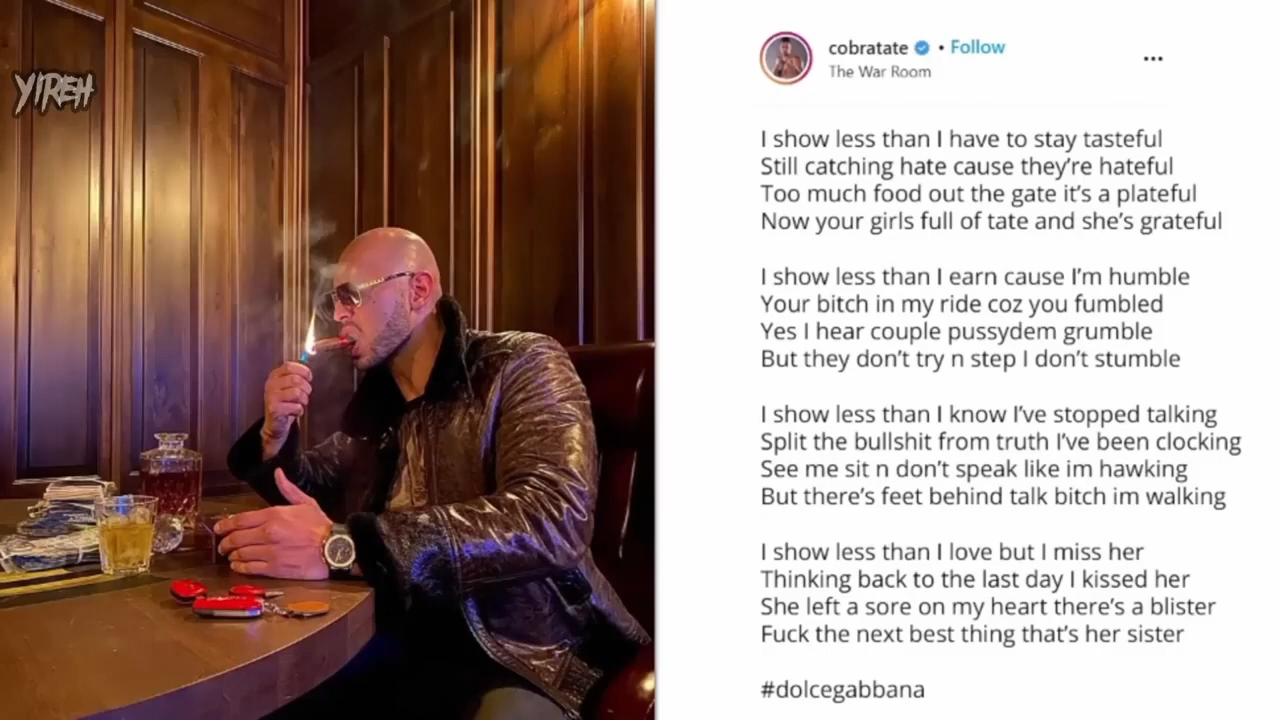 YIREH
cobratate • Follow
The War Room
I show less than I have to stay tasteful
Still catching hate cause they're hateful
Too much food out the gate it's a plateful
Now your girls full of tate and she's grateful
I show less than I earn cause I'm humble
Your bitch in my ride coz you fumbled
Yes I hear couple pussydem grumble
But they don't try n step I don't stumble
I show less than I know I've stopped talking
Split the bullshit from truth I've been clocking
See me sit n don't speak like im hawking
But there's feet behind talk bitch im walking
I show less than I love but I miss her
Thinking back to the last day I kissed her
She left a sore on my heart there's a blister
Fuck the next best thing that's her sister
#dolcegabbana